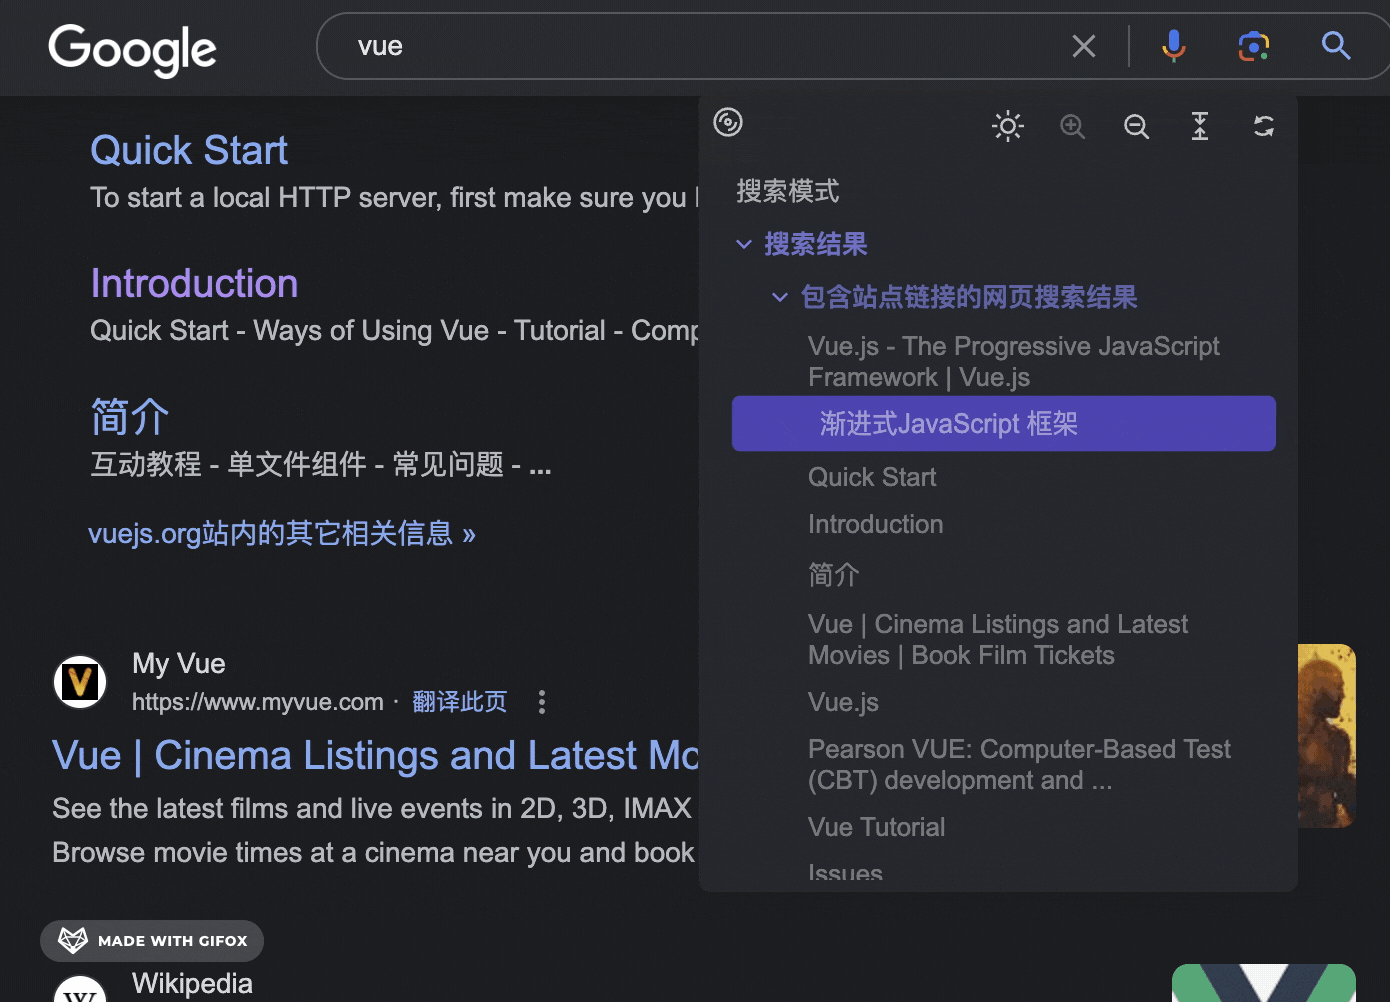 Google
vue
Quick Start
To start a local HTTP server, first make sure you
Introduction
Quick Start - Ways of Using Vue - Tutorial - Comp
简介
互动教程 - 单文件组件 - 常见问题 - ...
vuejs.org站内的其它相关信息 »
My Vue
https://www.myvue.com · 翻译此页
Vue | Cinema Listings and Latest Mo
See the latest films and live events in 2D, 3D, IMAX
Browse movie times at a cinema near you and book
MADE WITH GIFOX
W
Wikipedia
搜索模式
搜索结果
包含站点链接的网页搜索结果
Vue.js - The Progressive JavaScript
Framework | Vue.js
渐进式JavaScript 框架
Quick Start
Introduction
简介
Vue | Cinema Listings and Latest
Movies | Book Film Tickets
Vue.js
Pearson VUE: Computer-Based Test
(CBT) development and ...
Vue Tutorial
Issues